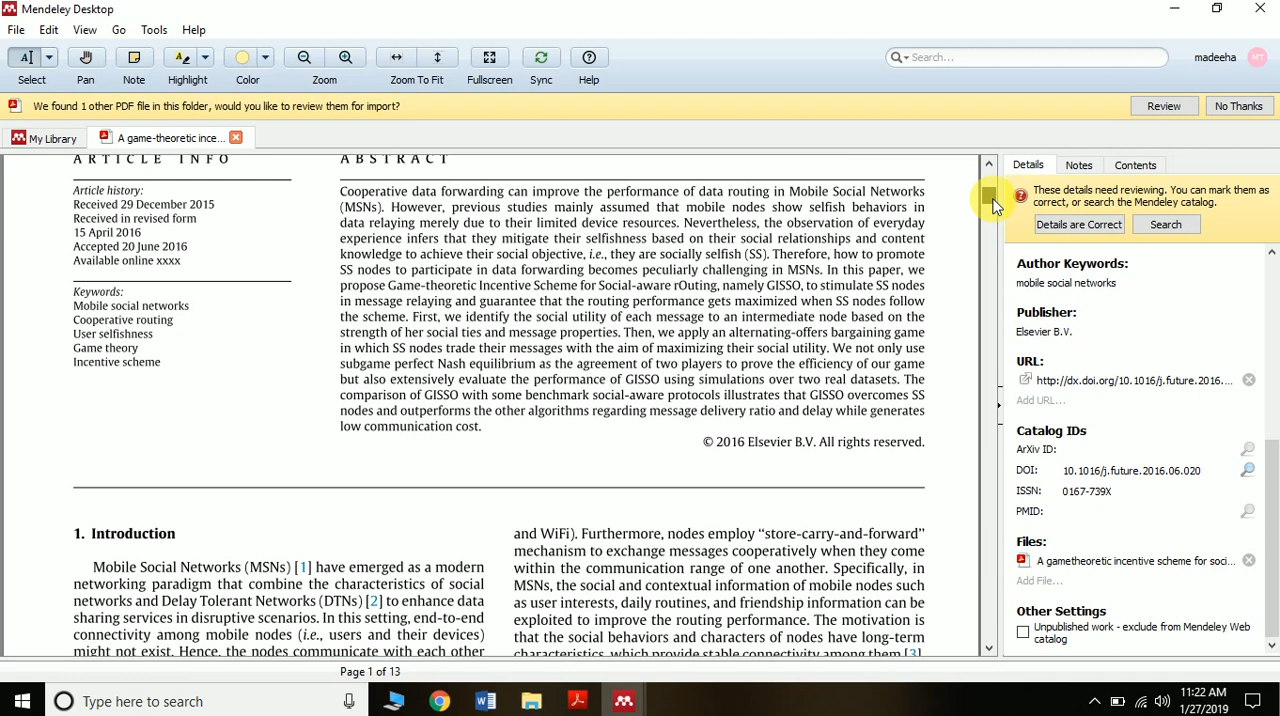 Mendeley Desktop
File Edit View Go Tools Help
Select Pan Note Highlight Color Zoom Zoom To Fit Fullscreen Sync Help
Search...
madeeha MT
We found 1 other PDF file in this folder, would you like to review them for import?
Review No Thanks
My Library A game-theoretic ince...
ARTICLE INFO
Article history:
Received 29 December 2015
Received in revised form
15 April 2016
Accepted 20 June 2016
Available online xxxx
Keywords:
Mobile social networks
Cooperative routing
User selfishness
Game theory
Incentive scheme
ABSTRACT
Cooperative data forwarding can improve the performance of data routing in Mobile Social Networks
(MSNs). However, previous studies mainly assumed that mobile nodes show selfish behaviors in
data relaying merely due to their limited device resources. Nevertheless, the observation of everyday
experience infers that they mitigate their selfishness based on their social relationships and content
knowledge to achieve their social objective, i.e., they are socially selfish (SS). Therefore, how to promote
SS nodes to participate in data forwarding becomes peculiarly challenging in MSNs. In this paper, we
propose Game-theoretic Incentive Scheme for Social-aware rOuting, namely GISSO, to stimulate SS nodes
in message relaying and guarantee that the routing performance gets maximized when SS nodes follow
the scheme. First, we identify the social utility of each message to an intermediate node based on the
strength of her social ties and message properties. Then, we apply an alternating-offers bargaining game
in which SS nodes trade their messages with the aim of maximizing their social utility. We not only use
subgame perfect Nash equilibrium as the agreement of two players to prove the efficiency of our game
but also extensively evaluate the performance of GISSO using simulations over two real datasets. The
comparison of GISSO with some benchmark social-aware protocols illustrates that GISSO overcomes SS
nodes and outperforms the other algorithms regarding message delivery ratio and delay while generates
low communication cost.
© 2016 Elsevier B.V. All rights reserved.
1. Introduction
Mobile Social Networks (MSNs) [1] have emerged as a modern
networking paradigm that combine the characteristics of social
networks and Delay Tolerant Networks (DTNs) [2] to enhance data
sharing services in disruptive scenarios. In this setting, end-to-end
connectivity among mobile nodes (i.e., users and their devices)
might not exist. Hence, the nodes communicate with each other
and WiFi). Furthermore, nodes employ “store-carry-and-forward”
mechanism to exchange messages cooperatively when they come
within the communication range of one another. Specifically, in
MSNs, the social and contextual information of mobile nodes such
as user interests, daily routines, and friendship information can be
exploited to improve the routing performance. The motivation is
that the social behaviors and characters of nodes have long-term
characteristics, which provide stable connectivity among them [3].
Details Notes Contents
These details need reviewing. You can mark them as
correct, or search the Mendeley catalog.
Details are Correct Search
Author Keywords:
mobile social networks
Publisher:
Elsevier B.V.
URL:
http://dx.doi.org/10.1016/j.future.2016....
Add URL...
Catalog IDs
ArXiv ID:
DOI: 10.1016/j.future.2016.06.020
ISSN: 0167-739X
PMID:
Files:
A gametheoretic incentive scheme for soci...
Add File...
Other Settings
Unpublished work - exclude from Mendeley Web
catalog
Page 1 of 13
Type here to search
11:22 AM
1/27/2019